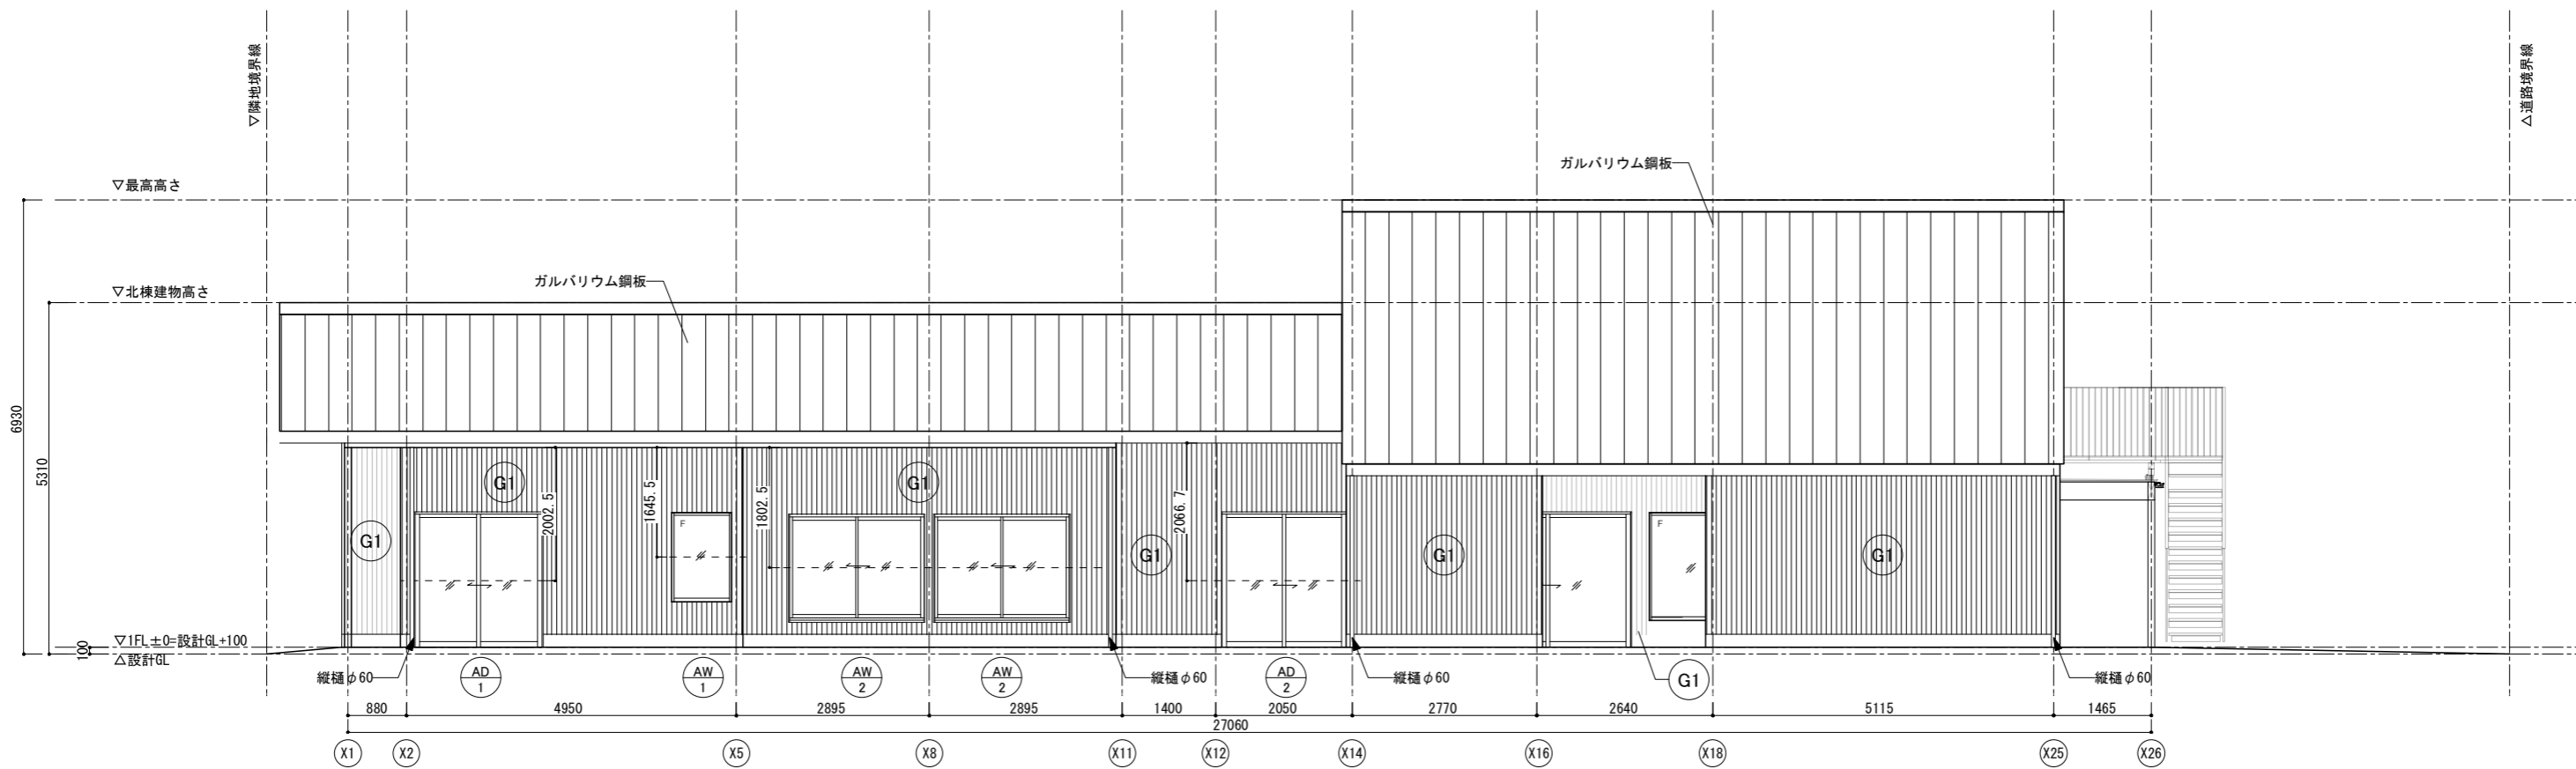 ▽隣地境界線
△道路境界線
ガルバリウム鋼板
▽最高高さ
ガルバリウム鋼板
▽北棟建物高さ
6930
5310
G1
G1
2002.5
1645.5
1802.5
2066.7
F
F
G1
G1
G1
G1
▽1FL±0=設計GL+100
100
△設計GL
縦樋φ60
AD
1
AW
1
AW
2
AW
2
縦樋φ60
AD
2
縦樋φ60
G1
縦樋φ60
880
4950
2895
2895
1400
2050
2770
2640
5115
1465
27060
X1
X2
X5
X8
X11
X12
X14
X16
X18
X25
X26